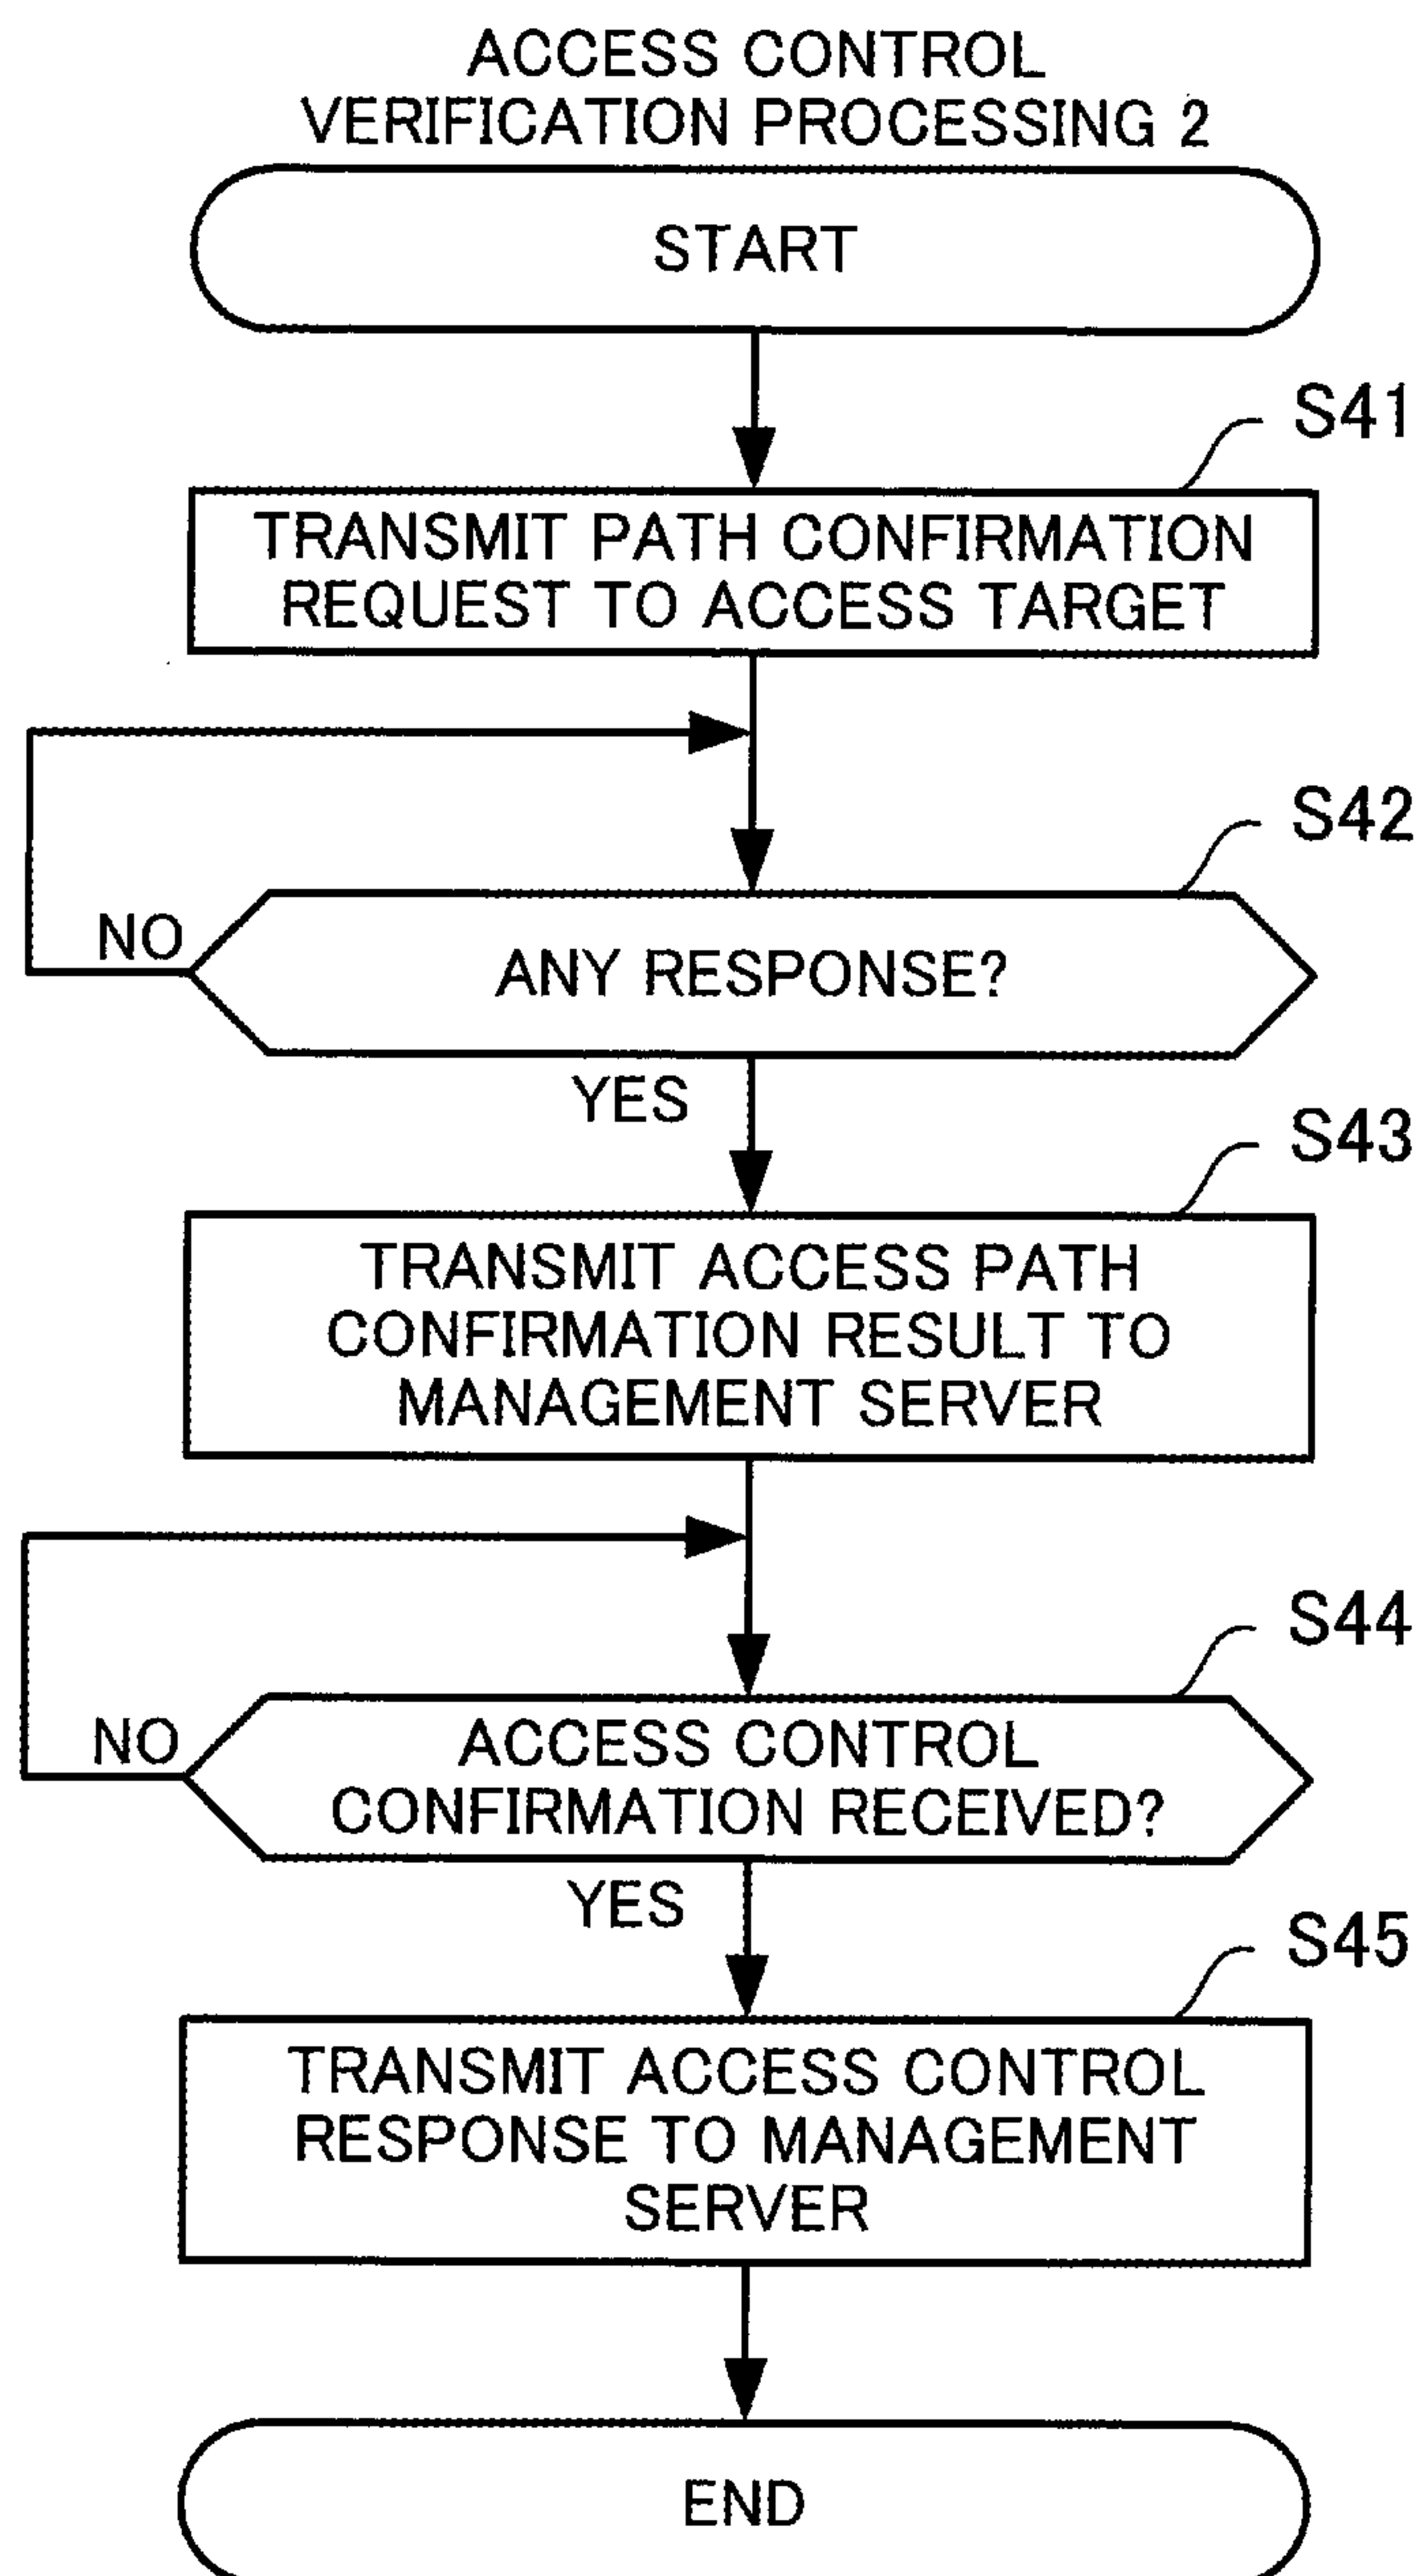 ACCESS CONTROL
VERIFICATION PROCESSING 2
START
S41
TRANSMIT PATH CONFIRMATION
REQUEST TO ACCESS TARGET
S42
NO
ANY RESPONSE?
YES
S43
TRANSMIT ACCESS PATH
CONFIRMATION RESULT TO
MANAGEMENT SERVER
S44
NO
ACCESS CONTROL
CONFIRMATION RECEIVED?
YES
S45
TRANSMIT ACCESS CONTROL
RESPONSE TO MANAGEMENT
SERVER
END